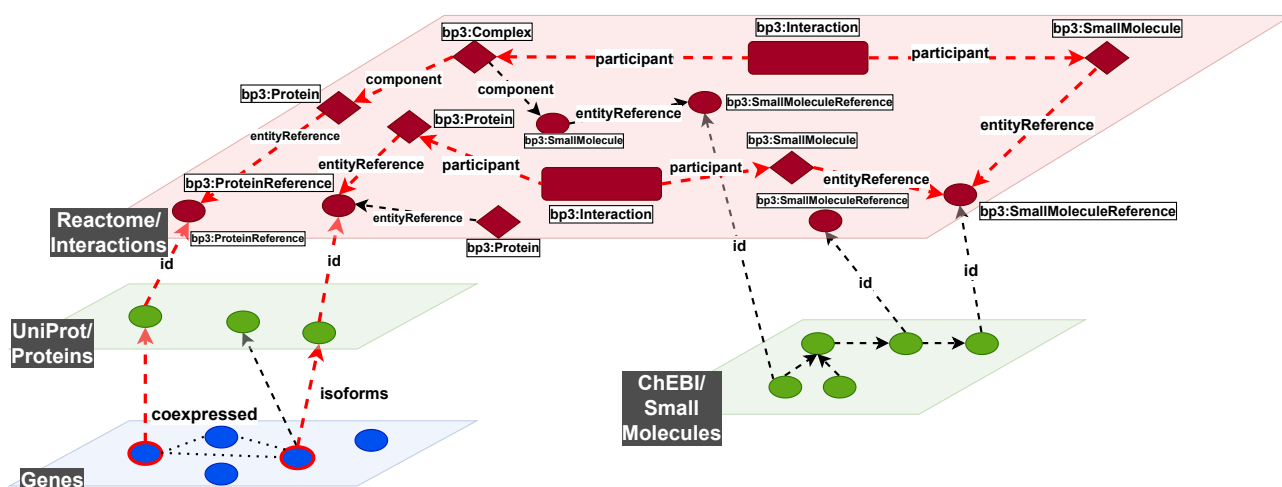 bp3:Complex
bp3:Interaction
bp3:SmallMolecule
participant
participant
component
component
bp3:Protein
bp3:SmallMoleculeReference
bp3:Protein
entityReference
entityReference
entityReference
bp3:SmallMolecule
bp3:SmallMolecule
entityReference
participant
participant
entityReference
bp3:ProteinReference
bp3:SmallMoleculeReference
bp3:SmallMoleculeReference
entityReference
bp3:Interaction
Reactome/
Interactions
bp3:ProteinReference
bp3:Protein
id
id
id
id
UniProt/
Proteins
isoforms
ChEBI/
Small
Molecules
coexpressed
Genes